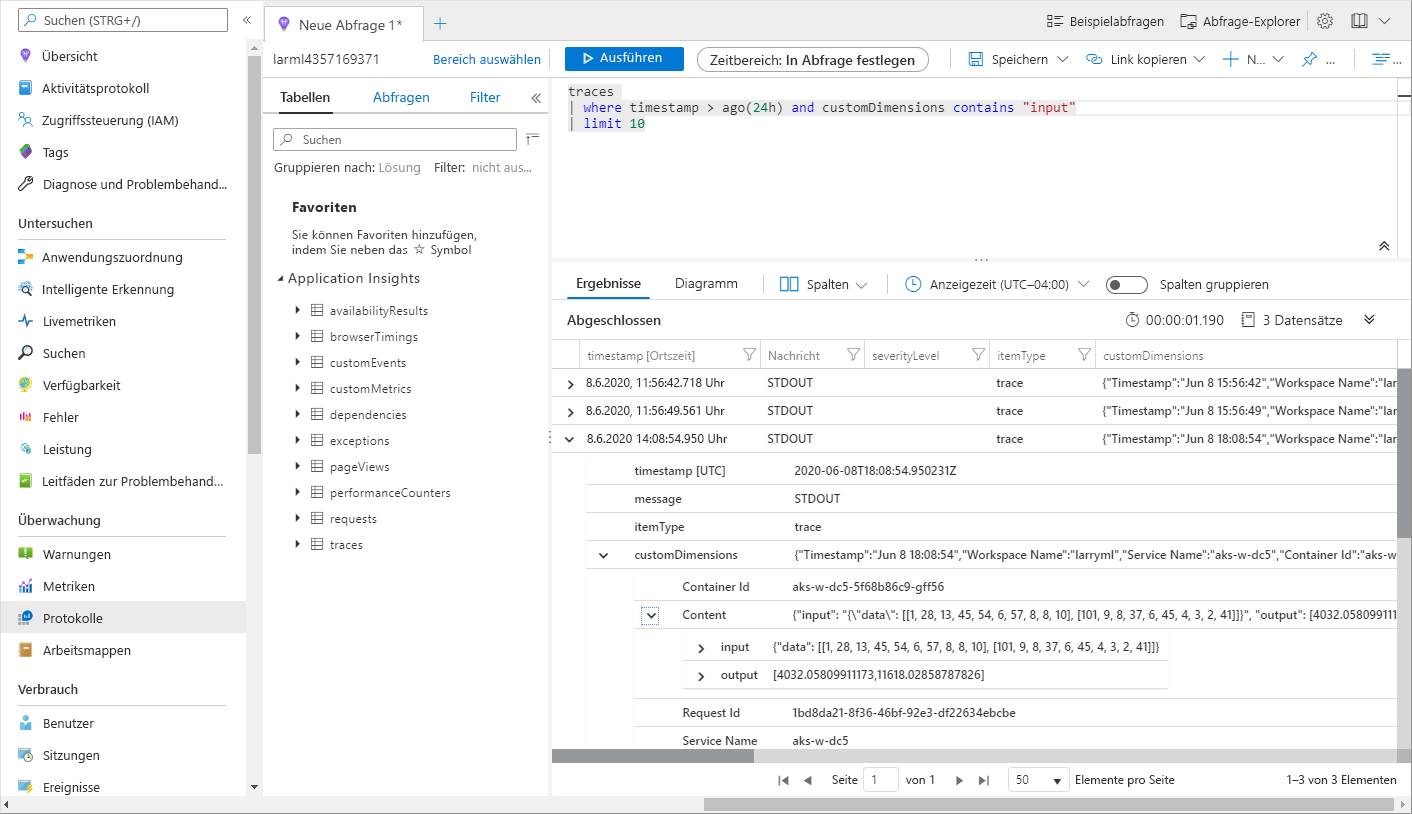 Suchen (STRG+/)
«
Übersicht
Aktivitätsprotokoll
Zugriffssteuerung (IAM)
Tags
Diagnose und Problembehand...
Untersuchen
Anwendungszuordnung
Intelligente Erkennung
Livemetriken
Suchen
Verfügbarkeit
Fehler
Leistung
Leitfäden zur Problembehand...
Überwachung
Warnungen
Metriken
Protokolle
Arbeitsmappen
Verbrauch
Benutzer
Sitzungen
Ereignisse
Neue Abfrage 1*
Beispielabfragen
Abfrage-Explorer
larml4357169371
Bereich auswählen
Ausführen
Zeitbereich: In Abfrage festlegen
Speichern
Link kopieren
N...
...
...
Tabellen
Abfragen
Filter
«
Suchen
Gruppieren nach: Lösung
Filter: nicht aus...
Favoriten
Sie können Favoriten hinzufügen,
indem Sie neben das ☆ Symbol
Application Insights
availabilityResults
browserTimings
customEvents
customMetrics
dependencies
exceptions
pageViews
performanceCounters
requests
traces
traces
| where timestamp > ago(24h) and customDimensions contains "input"
| limit 10
Ergebnisse
Diagramm
Spalten
Anzeigezeit (UTC–04:00)
Spalten gruppieren
Abgeschlossen
00:00:01.190
3 Datensätze
timestamp [Ortszeit] Nachricht severityLevel itemType customDimensions
8.6.2020, 11:56:42.718 Uhr STDOUT trace {"Timestamp":"Jun 8 15:56:42","Workspace Name":"lar
8.6.2020, 11:56:49.561 Uhr STDOUT trace {"Timestamp":"Jun 8 15:56:49","Workspace Name":"lar
8.6.2020 14:08:54.950 Uhr STDOUT trace {"Timestamp":"Jun 8 18:08:54","Workspace Name":"lar
timestamp [UTC] 2020-06-08T18:08:54.950231Z
message STDOUT
itemType trace
customDimensions {"Timestamp":"Jun 8 18:08:54","Workspace Name":"larryml","Service Name":"aks-w-dc5","Container Id":"aks-w
Container Id aks-w-dc5-5f68b86c9-gff56
Content {"input": "{\"data\": [[1, 28, 13, 45, 54, 6, 57, 8, 8, 10], [101, 9, 8, 37, 6, 45, 4, 3, 2, 41]]}", "output": [4032.058099111
input {"data": [[1, 28, 13, 45, 54, 6, 57, 8, 8, 10], [101, 9, 8, 37, 6, 45, 4, 3, 2, 41]]}
output [4032.05809911173,11618.02858787826]
Request Id 1bd8da21-8f36-46bf-92e3-df22634ebcbe
Service Name aks-w-dc5
Seite 1 von 1
50 Elemente pro Seite
1–3 von 3 Elementen